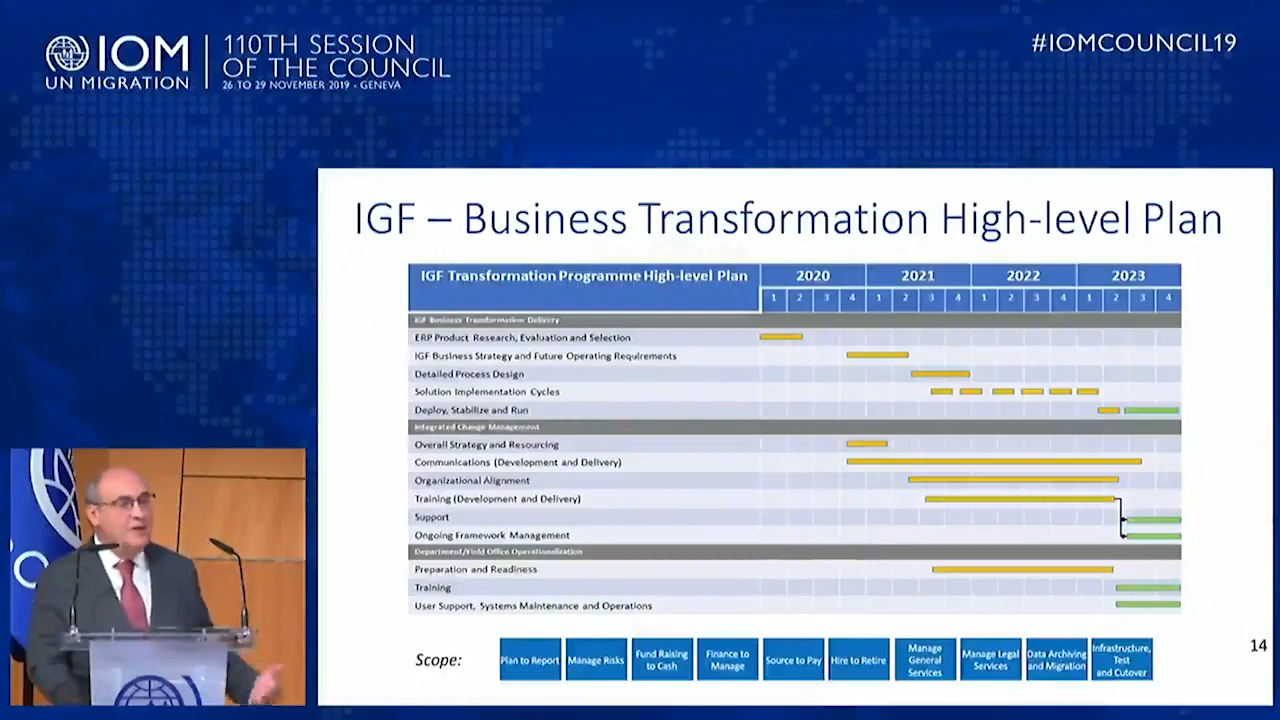 IOM
UN MIGRATION
110TH SESSION
OF THE COUNCIL
26 TO 29 NOVEMBER 2019 - GENEVA
#IOMCOUNCIL19
IGF – Business Transformation High-level Plan
IGF Transformation Programme High-level Plan 2020 2021 2022 2023
1 2 3 4 1 2 3 4 1 2 3 4 1 2 3 4
IGF Business Transformation Delivery
ERP Product Research, Evaluation and Selection
IGF Business Strategy and Future Operating Requirements
Detailed Process Design
Solution Implementation Cycles
Deploy, Stabilize and Run
Integrated Change Management
Overall Strategy and Resourcing
Communications (Development and Delivery)
Organizational Alignment
Training (Development and Delivery)
Support
Ongoing Framework Management
Department/Field Office Operationalization
Preparation and Readiness
Training
User Support, Systems Maintenance and Operations
Scope:
Plan to Report
Manage Risks
Fund Raising
to Cash
Finance to
Manage
Source to Pay
Hire to Retire
Manage
General
Services
Manage Legal
Services
Data Archiving
and Migration
Infrastructure,
Test
and Cutover
14